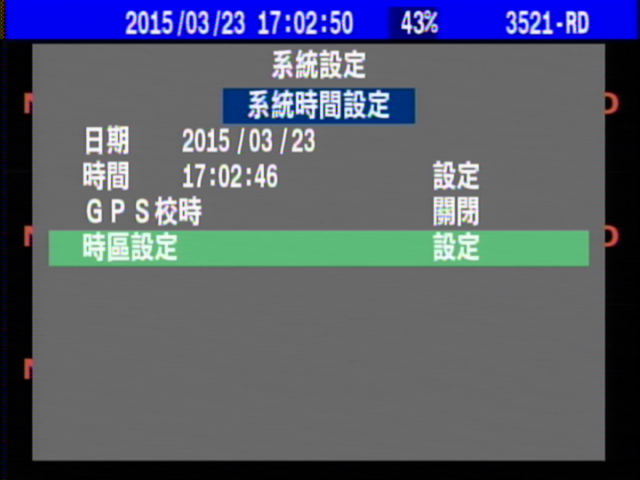 2015/03/23 17:02:50 43% 3521-RD
系統設定
系統時間設定
日期 2015/03/23
時間 17:02:46 設定
GPS校時 關閉
時區設定 設定